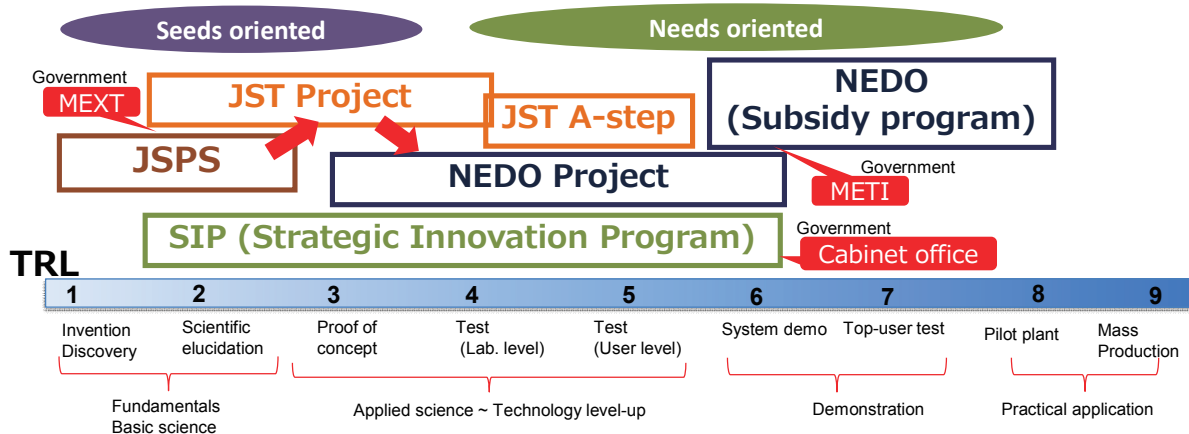 Seeds oriented
Needs oriented
Government
MEXT
JST Project
JST A-step
NEDO
(Subsidy program)
JSPS
NEDO Project
Government
METI
SIP (Strategic Innovation Program)
Government
Cabinet office
TRL
1 2 3 4 5 6 7 8 9
Invention
Discovery
Scientific
elucidation
Proof of
concept
Test
(Lab. level)
Test
(User level)
System demo
Top-user test
Pilot plant
Mass
Production
Fundamentals
Basic science
Applied science ~ Technology level-up
Demonstration
Practical application